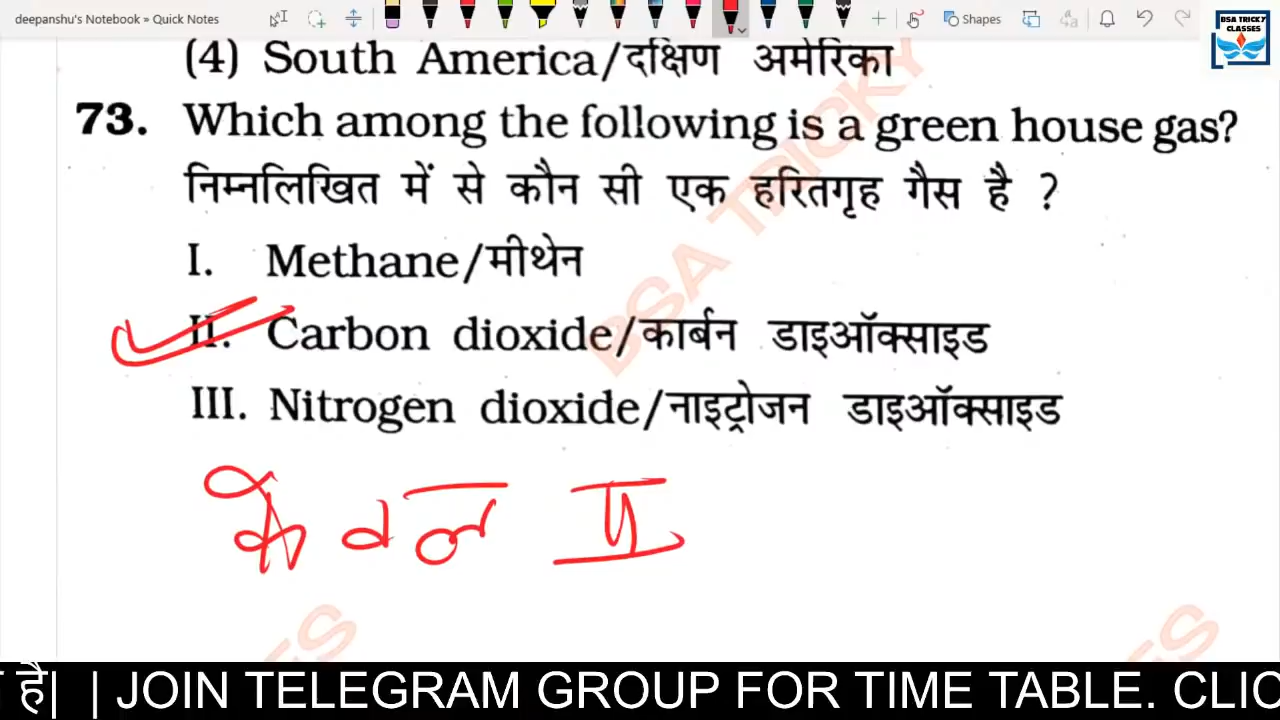 deepanshu's Notebook » Quick Notes
Shapes
BSA TRICKY
CLASSES
(4) South America/दक्षिण अमेरिका
73. Which among the following is a green house gas?
निम्नलिखित में से कौन सी एक हरितगृह गैस है ?
I. Methane/मीथेन
II. Carbon dioxide/कार्बन डाइऑक्साइड
III. Nitrogen dioxide/नाइट्रोजन डाइऑक्साइड
केवल II
BSA TRICKY
है| | JOIN TELEGRAM GROUP FOR TIME TABLE. CLIC